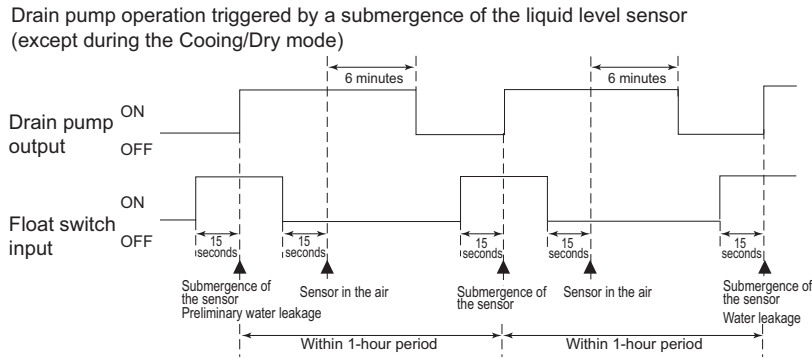 Drain pump operation triggered by a submergence of the liquid level sensor
(except during the Cooing/Dry mode)
6 minutes
6 minutes
Drain pump
output
ON
OFF
Float switch
input
ON
OFF
15
seconds
15
seconds
15
seconds
15
seconds
15
seconds
Submergence of
the sensor
Preliminary water leakage
Sensor in the air
Submergence of
the sensor
Sensor in the air
Submergence of
the sensor
Water leakage
Within 1-hour period
Within 1-hour period